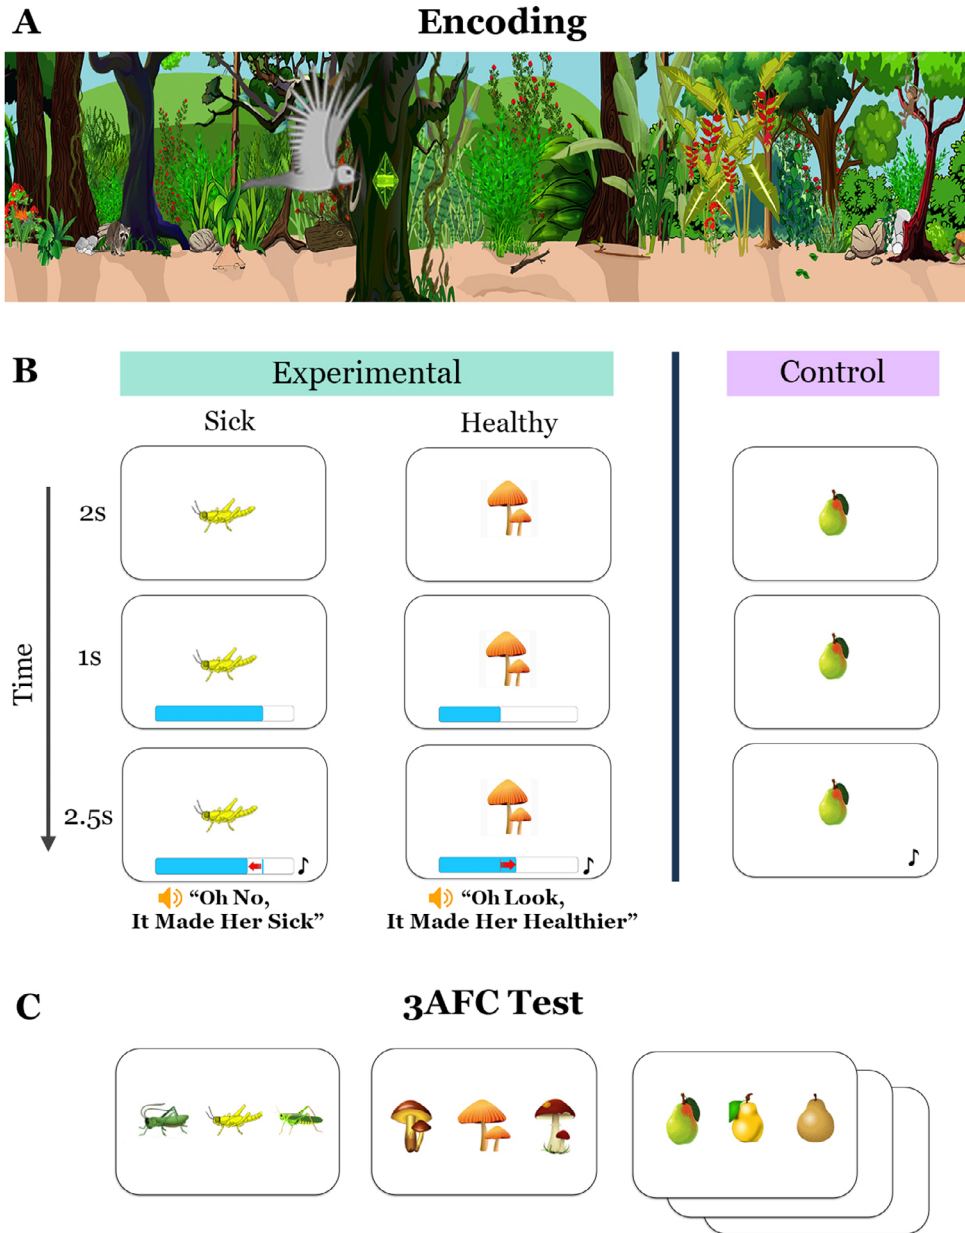 A
Encoding
B
Experimental
Control
Sick
Healthy
2s
1s
2.5s
Time
“Oh No,
It Made Her Sick”
“Oh Look,
It Made Her Healthier”
C
3AFC Test